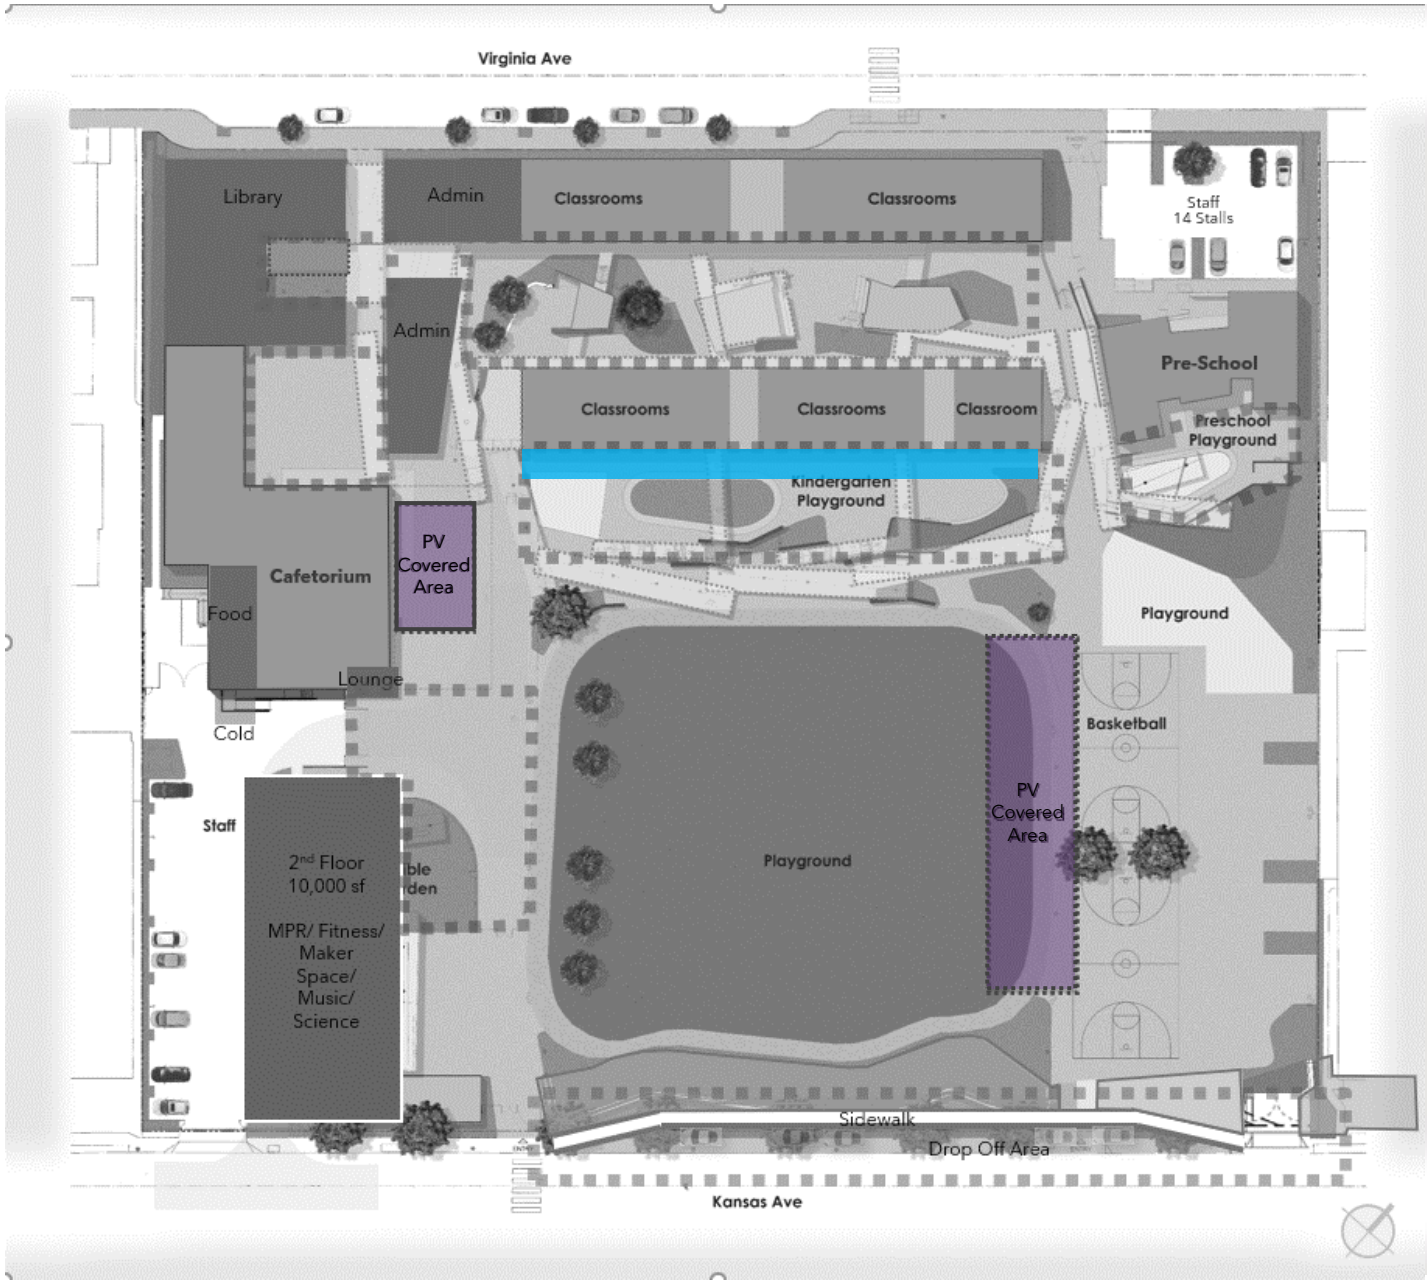 Virginia Ave
Library
Admin
Classrooms
Classrooms
Staff
14 Stalls
Admin
Pre-School
Classrooms
Classrooms
Classroom
Preschool
Playground
Kindergarten
Playground
PV
Covered
Area
Cafetorium
Food
Playground
Lounge
Cold
Basketball
PV
Covered
Area
Staff
2nd Floor
10,000 sf
MPR/ Fitness/
Maker
Space/
Music/
Science
ble
den
Playground
Sidewalk
Drop Off Area
Kansas Ave